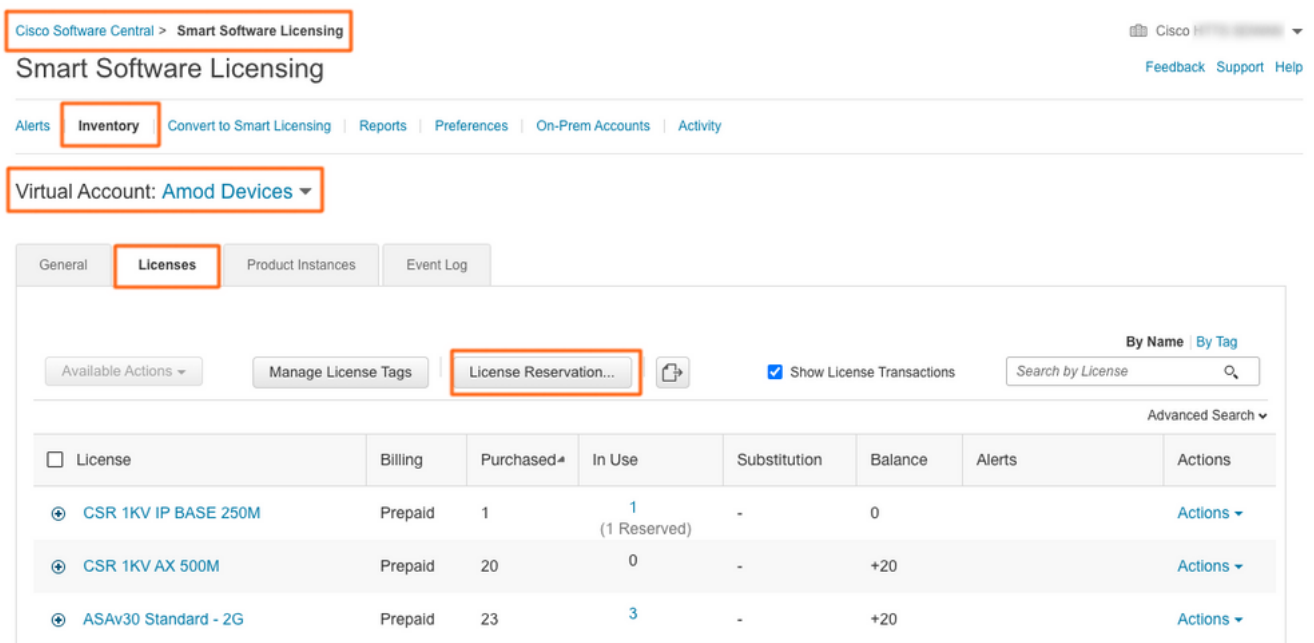 Cisco Software Central > Smart Software Licensing
Cisco
Smart Software Licensing
Feedback Support Help
Alerts Inventory Convert to Smart Licensing Reports Preferences On-Prem Accounts Activity
Virtual Account: Amod Devices
General Licenses Product Instances Event Log
By Name By Tag
Available Actions Manage License Tags License Reservation... Show License Transactions Search by License
Advanced Search
License Billing Purchased In Use Substitution Balance Alerts Actions
CSR 1KV IP BASE 250M Prepaid 1 1 - 0 Actions
(1 Reserved)
CSR 1KV AX 500M Prepaid 20 0 - +20 Actions
ASAv30 Standard - 2G Prepaid 23 3 - +20 Actions